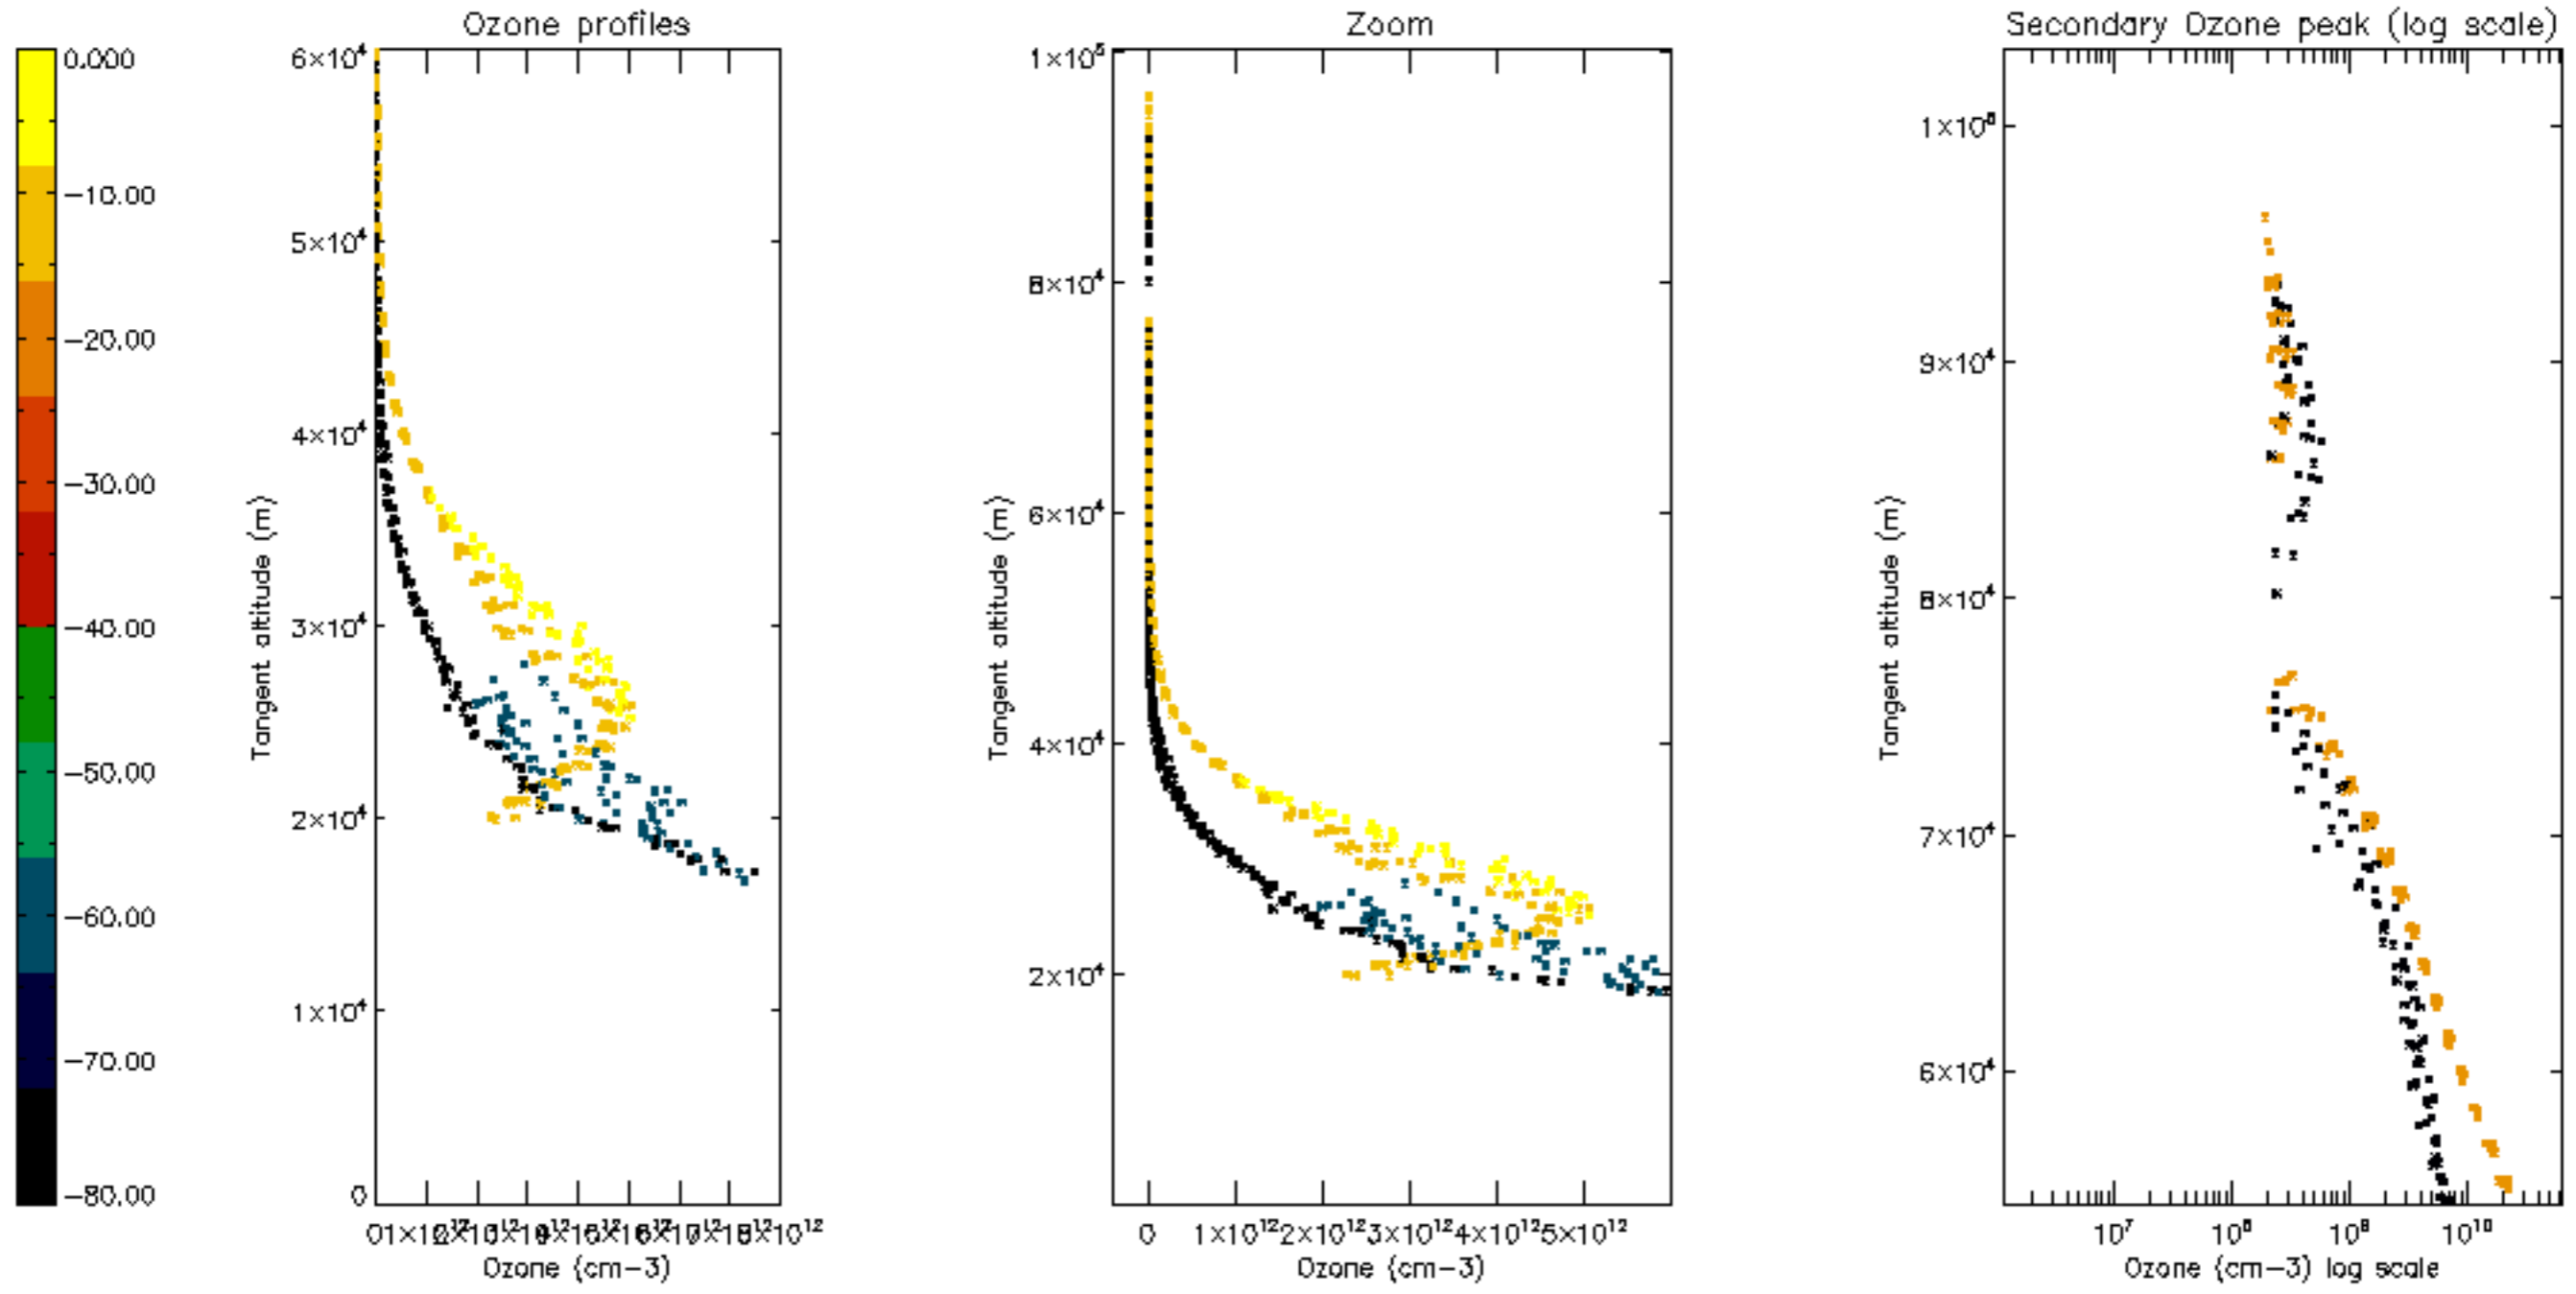 Ozone profiles
Zoom
Secondary Ozone peak (log scale)
0.000
−10.00
−20.00
−30.00
−40.00
−50.00
−60.00
−70.00
−80.00
6×10⁴
5×10⁴
4×10⁴
3×10⁴
2×10⁴
1×10⁴
0
Tangent altitude (m)
Ozone (cm−3)
1×10⁵
8×10⁴
6×10⁴
4×10⁴
2×10⁴
Tangent altitude (m)
0 1×10¹² 2×10¹² 3×10¹² 4×10¹² 5×10¹²
Ozone (cm−3)
1×10⁵
9×10⁴
8×10⁴
7×10⁴
6×10⁴
Tangent altitude (m)
10⁷ 10⁸ 10⁹ 10¹⁰
Ozone (cm−3) log scale